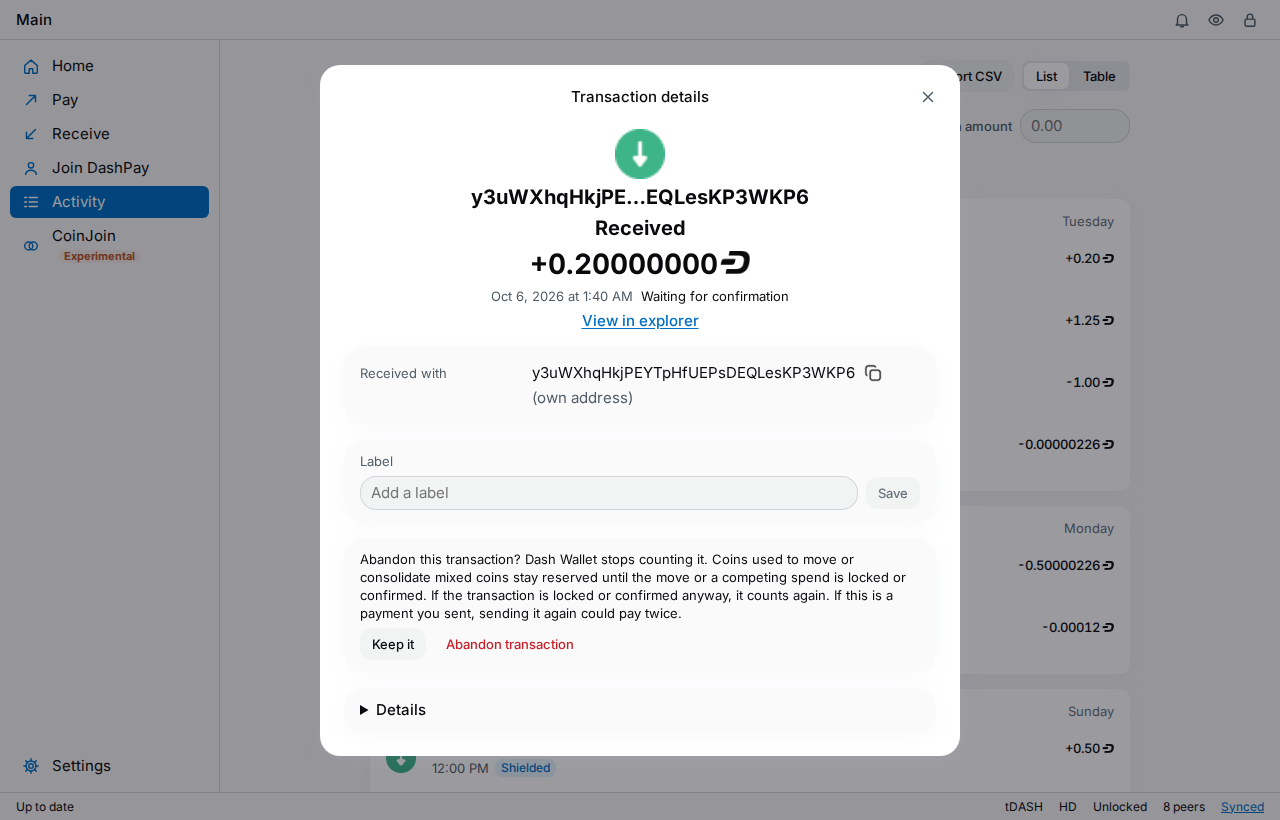 Main
Home
Pay
Receive
Join DashPay
Activity
CoinJoin
Experimental
Settings
CSV
List
Table
amount
0.00
Tuesday
+0.20
+1.25
-1.00
-0.00000226
Monday
-0.50000226
-0.00012
Sunday
+0.50
12:00 PM
Shielded
Transaction details
y3uWXhqHkjPE...EQLesKP3WKP6
Received
+0.20000000
Oct 6, 2026 at 1:40 AM Waiting for confirmation
View in explorer
Received with
y3uWXhqHkjPEYTpHfUEPsDEQLesKP3WKP6
(own address)
Label
Add a label
Save
Abandon this transaction? Dash Wallet stops counting it. Coins used to move or
consolidate mixed coins stay reserved until the move or a competing spend is locked or
confirmed. If the transaction is locked or confirmed anyway, it counts again. If this is a
payment you sent, sending it again could pay twice.
Keep it
Abandon transaction
Details
Up to date
tDASH
HD
Unlocked
8 peers
Synced